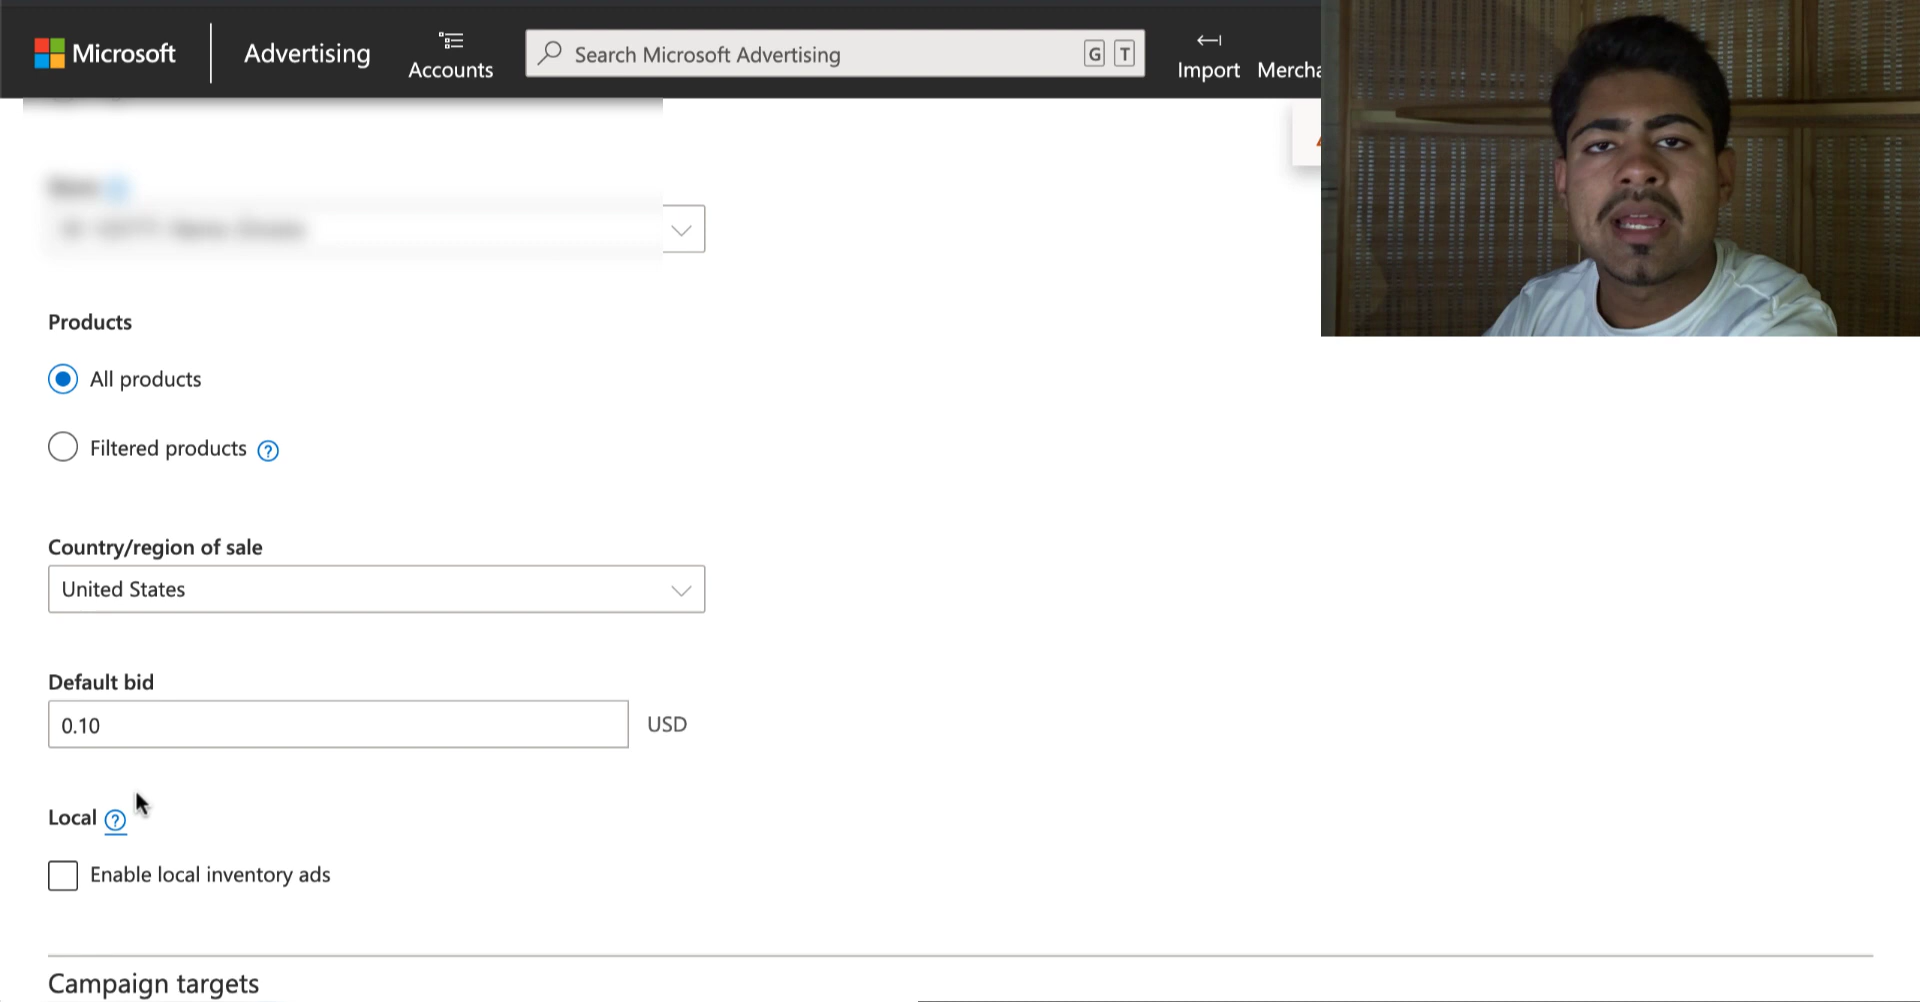 Microsoft Advertising Accounts Search Microsoft Advertising G T Import Mercha
Products
All products
Filtered products ?
Country/region of sale
United States
Default bid
0.10 USD
Local ?
Enable local inventory ads
Campaign targets